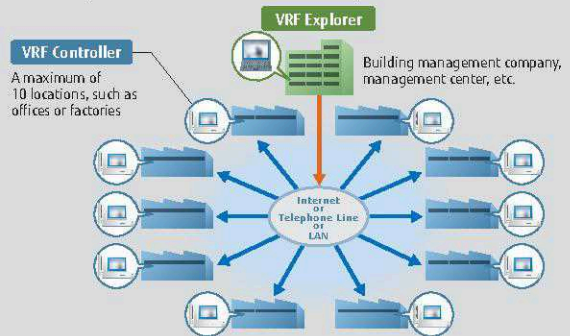 VRF Explorer
VRF Controller
Building management company,
management center, etc.
A maximum of
10 locations, such as
offices or factories
Internet
or
Telephone Line
or
LAN